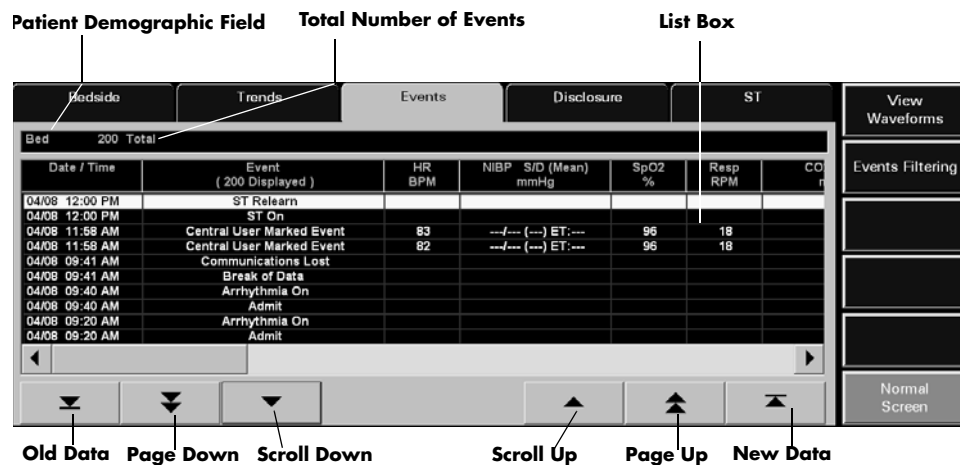 Patient Demographic Field Total Number of Events List Box
Bedside Trends Events Disclosure ST
View
Waveforms
Bed 200 Total
Date / Time Event HR NIBP S/D (Mean) SpO2 Resp CO
( 200 Displayed ) BPM mmHg % RPM
Events Filtering
04/08 12:00 PM ST Relearn
04/08 12:00 PM ST On
04/08 11:58 AM Central User Marked Event 83 ---/--- (---) ET:--- 96 18
04/08 11:58 AM Central User Marked Event 82 ---/--- (---) ET:--- 96 18
04/08 09:41 AM Communications Lost
04/08 09:41 AM Break of Data
04/08 09:40 AM Arrhythmia On
04/08 09:40 AM Admit
04/08 09:20 AM Arrhythmia On
04/08 09:20 AM Admit
Normal
Screen
Old Data Page Down Scroll Down Scroll Up Page Up New Data